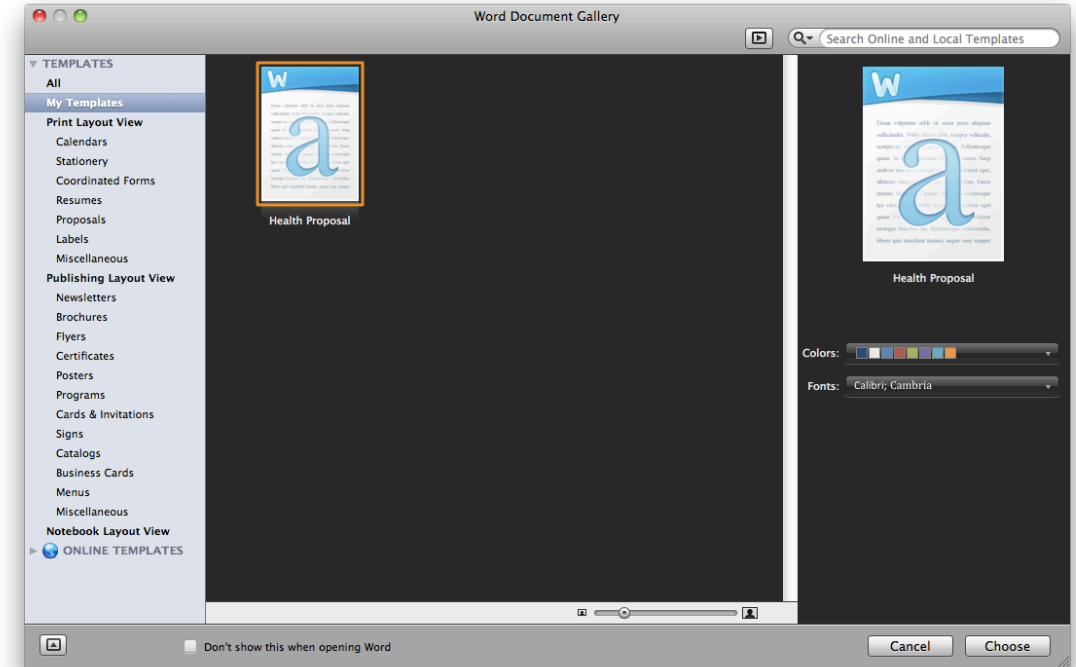 Word Document Gallery
Search Online and Local Templates
TEMPLATES
All
My Templates
Print Layout View
Calendars
Stationery
Coordinated Forms
Resumes
Proposals
Labels
Miscellaneous
Publishing Layout View
Newsletters
Brochures
Flyers
Certificates
Posters
Programs
Cards & Invitations
Signs
Catalogs
Business Cards
Menus
Miscellaneous
Notebook Layout View
ONLINE TEMPLATES
W
a
Health Proposal
W
a
Health Proposal
Colors:
Fonts: Calibri; Cambria
Don't show this when opening Word
Cancel
Choose